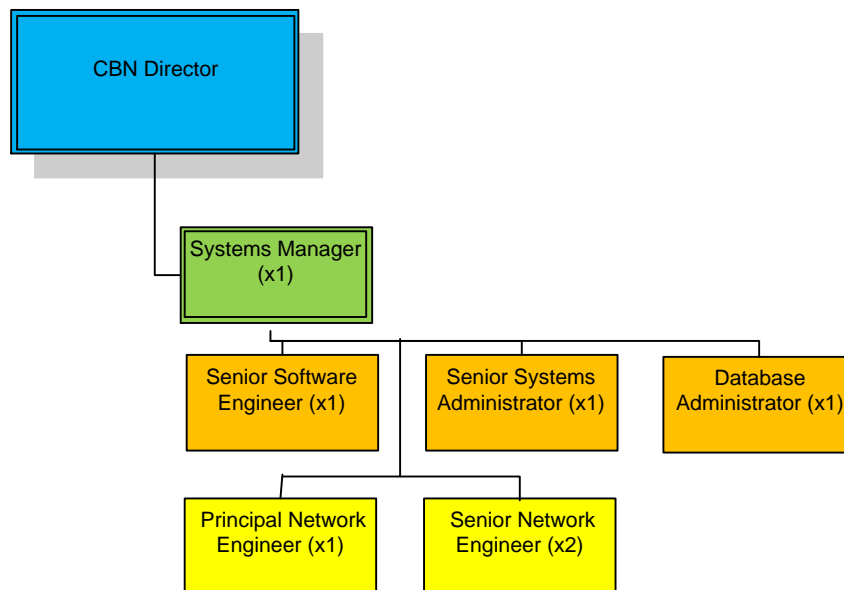 CBN Director
Systems Manager
(x1)
Senior Software
Engineer (x1)
Senior Systems
Administrator (x1)
Database
Administrator (x1)
Principal Network
Engineer (x1)
Senior Network
Engineer (x2)